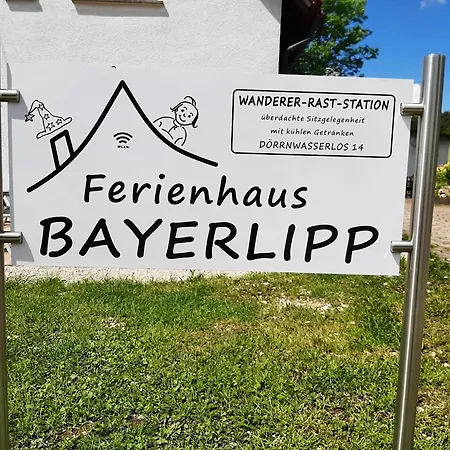 WANDERER-RAST-STATION
überdachte Sitzgelegenheit
mit kühlen Getränken
DÖRRNWASSERLOS 14
WLAN
Ferienhaus
BAYERLIPP